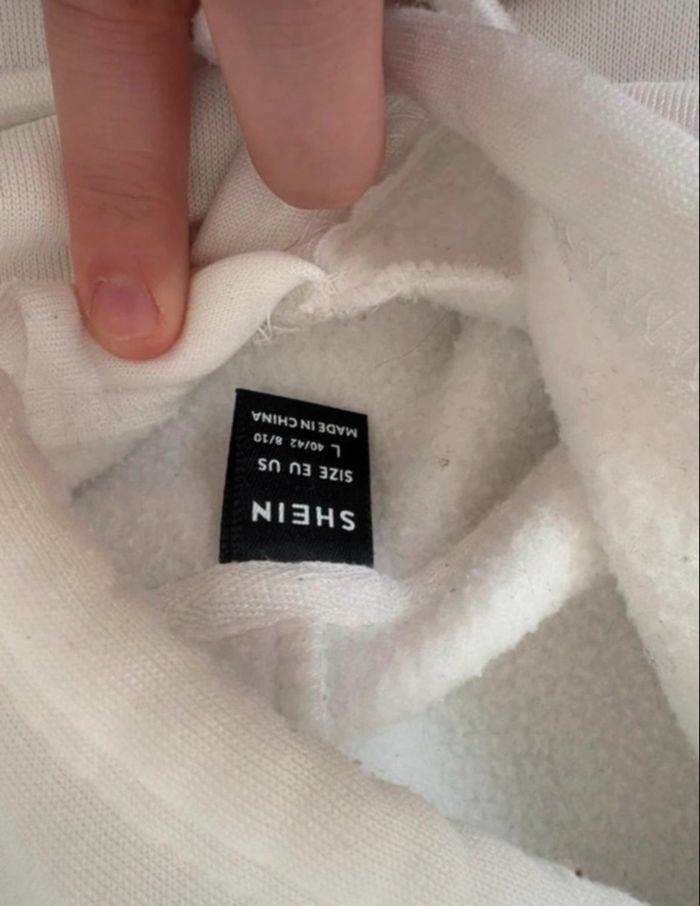 SHEIN
SIZE EU US
L 40/42 8/10
MADE IN CHINA